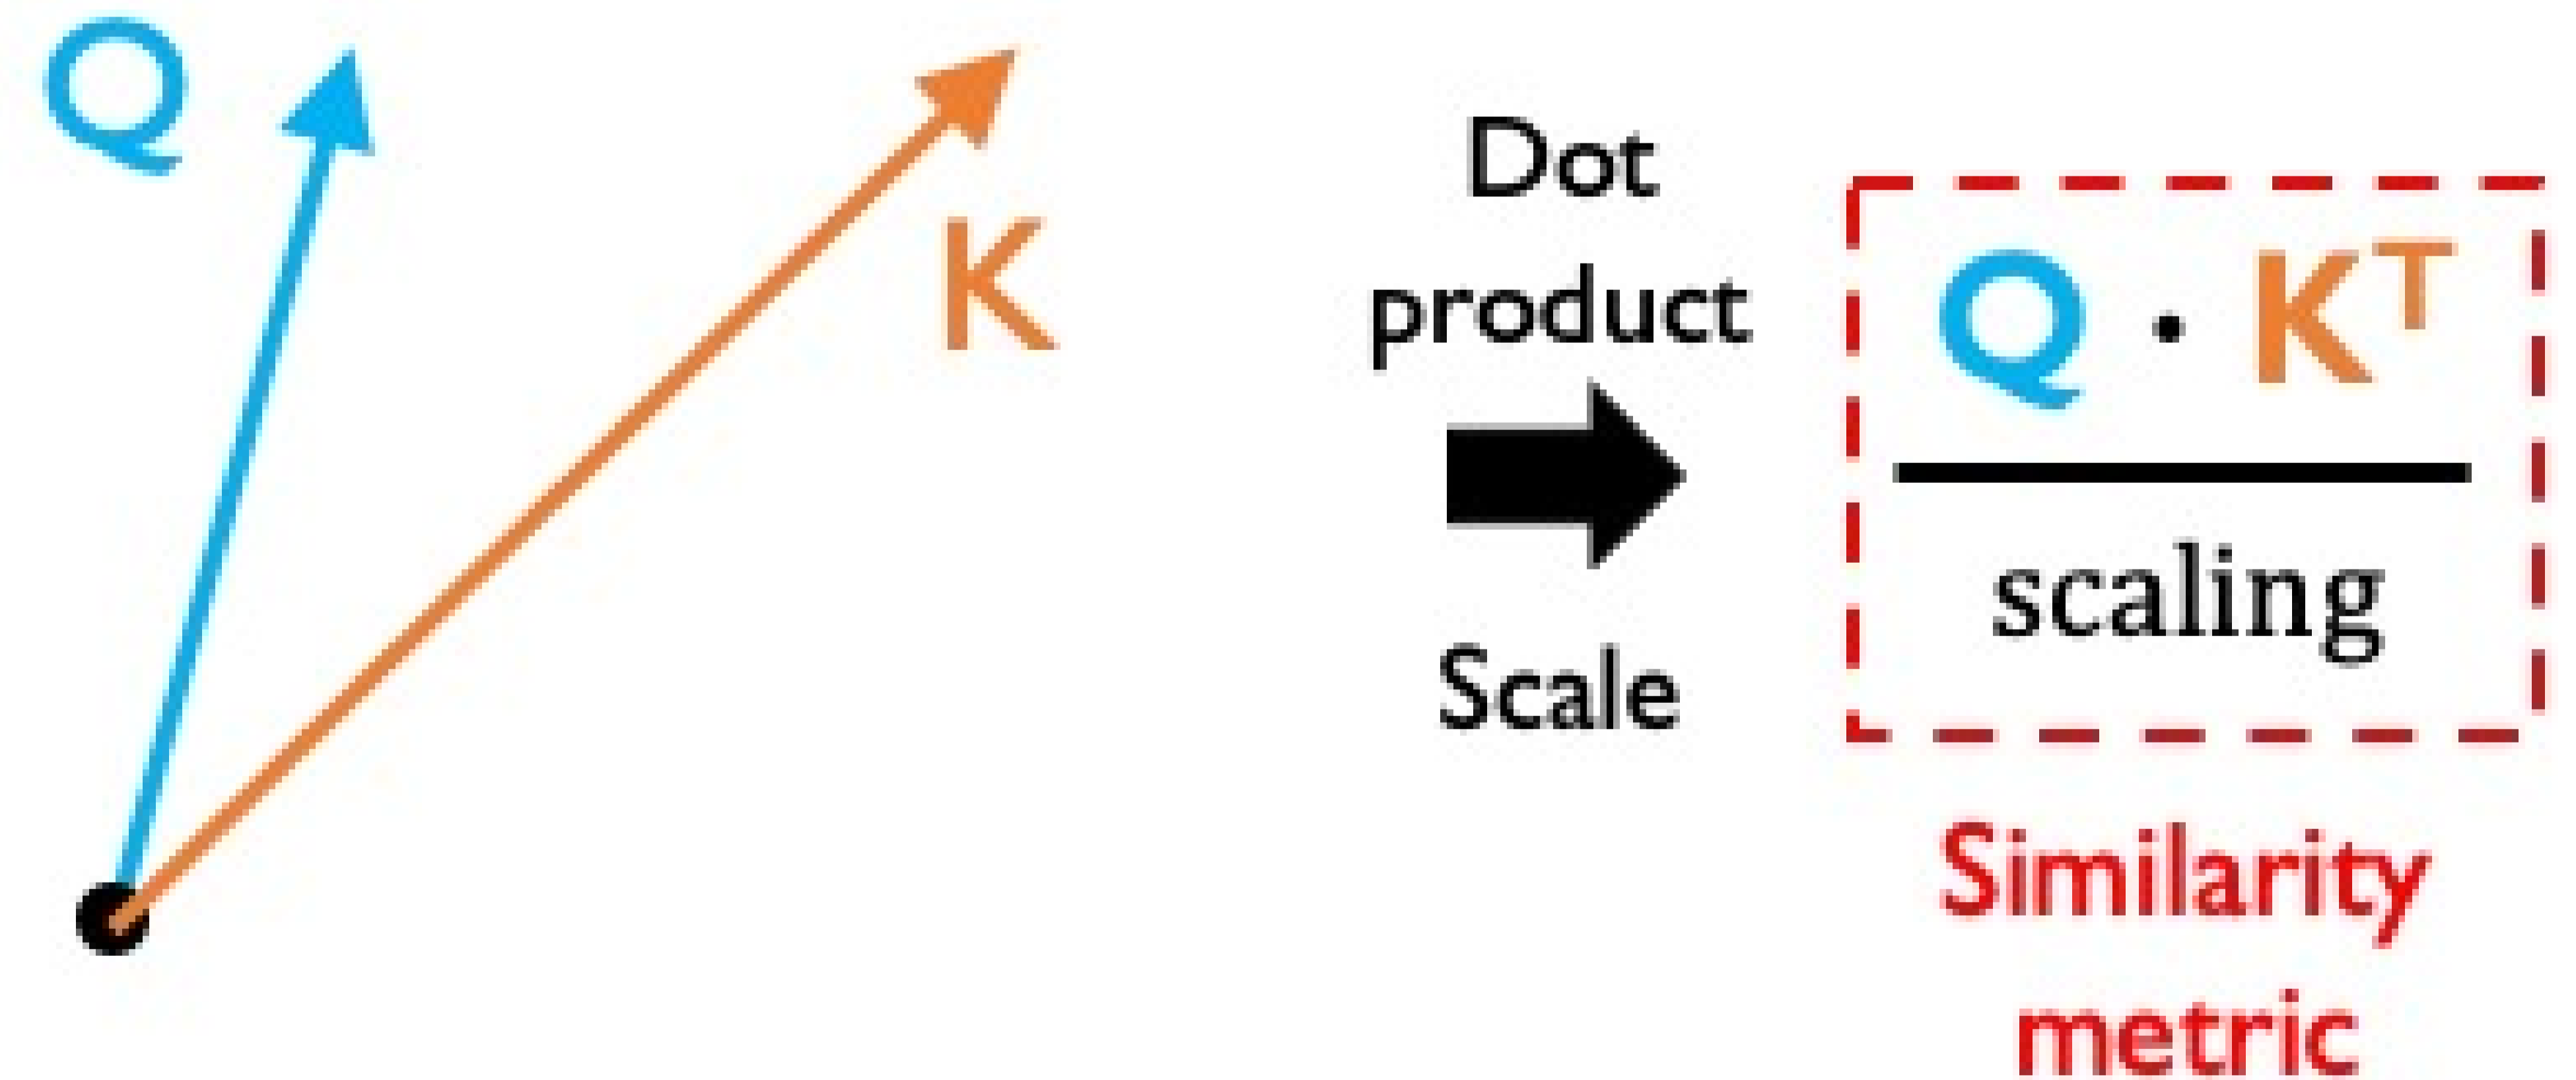 Q
K
Dot
product
Scale
Q · Kᵀ
scaling
Similarity
metric